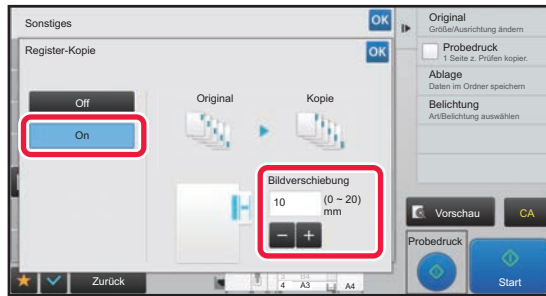 Sonstiges
OK
Register-Kopie
OK
Off
On
Original
Kopie
Bildverschiebung
10
(0 ~ 20)
mm
Zurück
4
A3
A4
Original
Größe/Ausrichtung ändern
Probedruck
1 Seite z. Prüfen kopier.
Ablage
Daten im Ordner speichern
Belichtung
Art/Belichtung auswählen
Vorschau
CA
Probedruck
Start